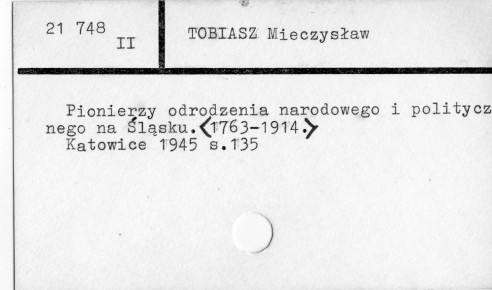 21 748
II
TOBIASZ Mieczysław
Pionierzy odrodzenia narodowego i politycz
nego na Śląsku.<1763-1914.>
Katowice 1945 s.135